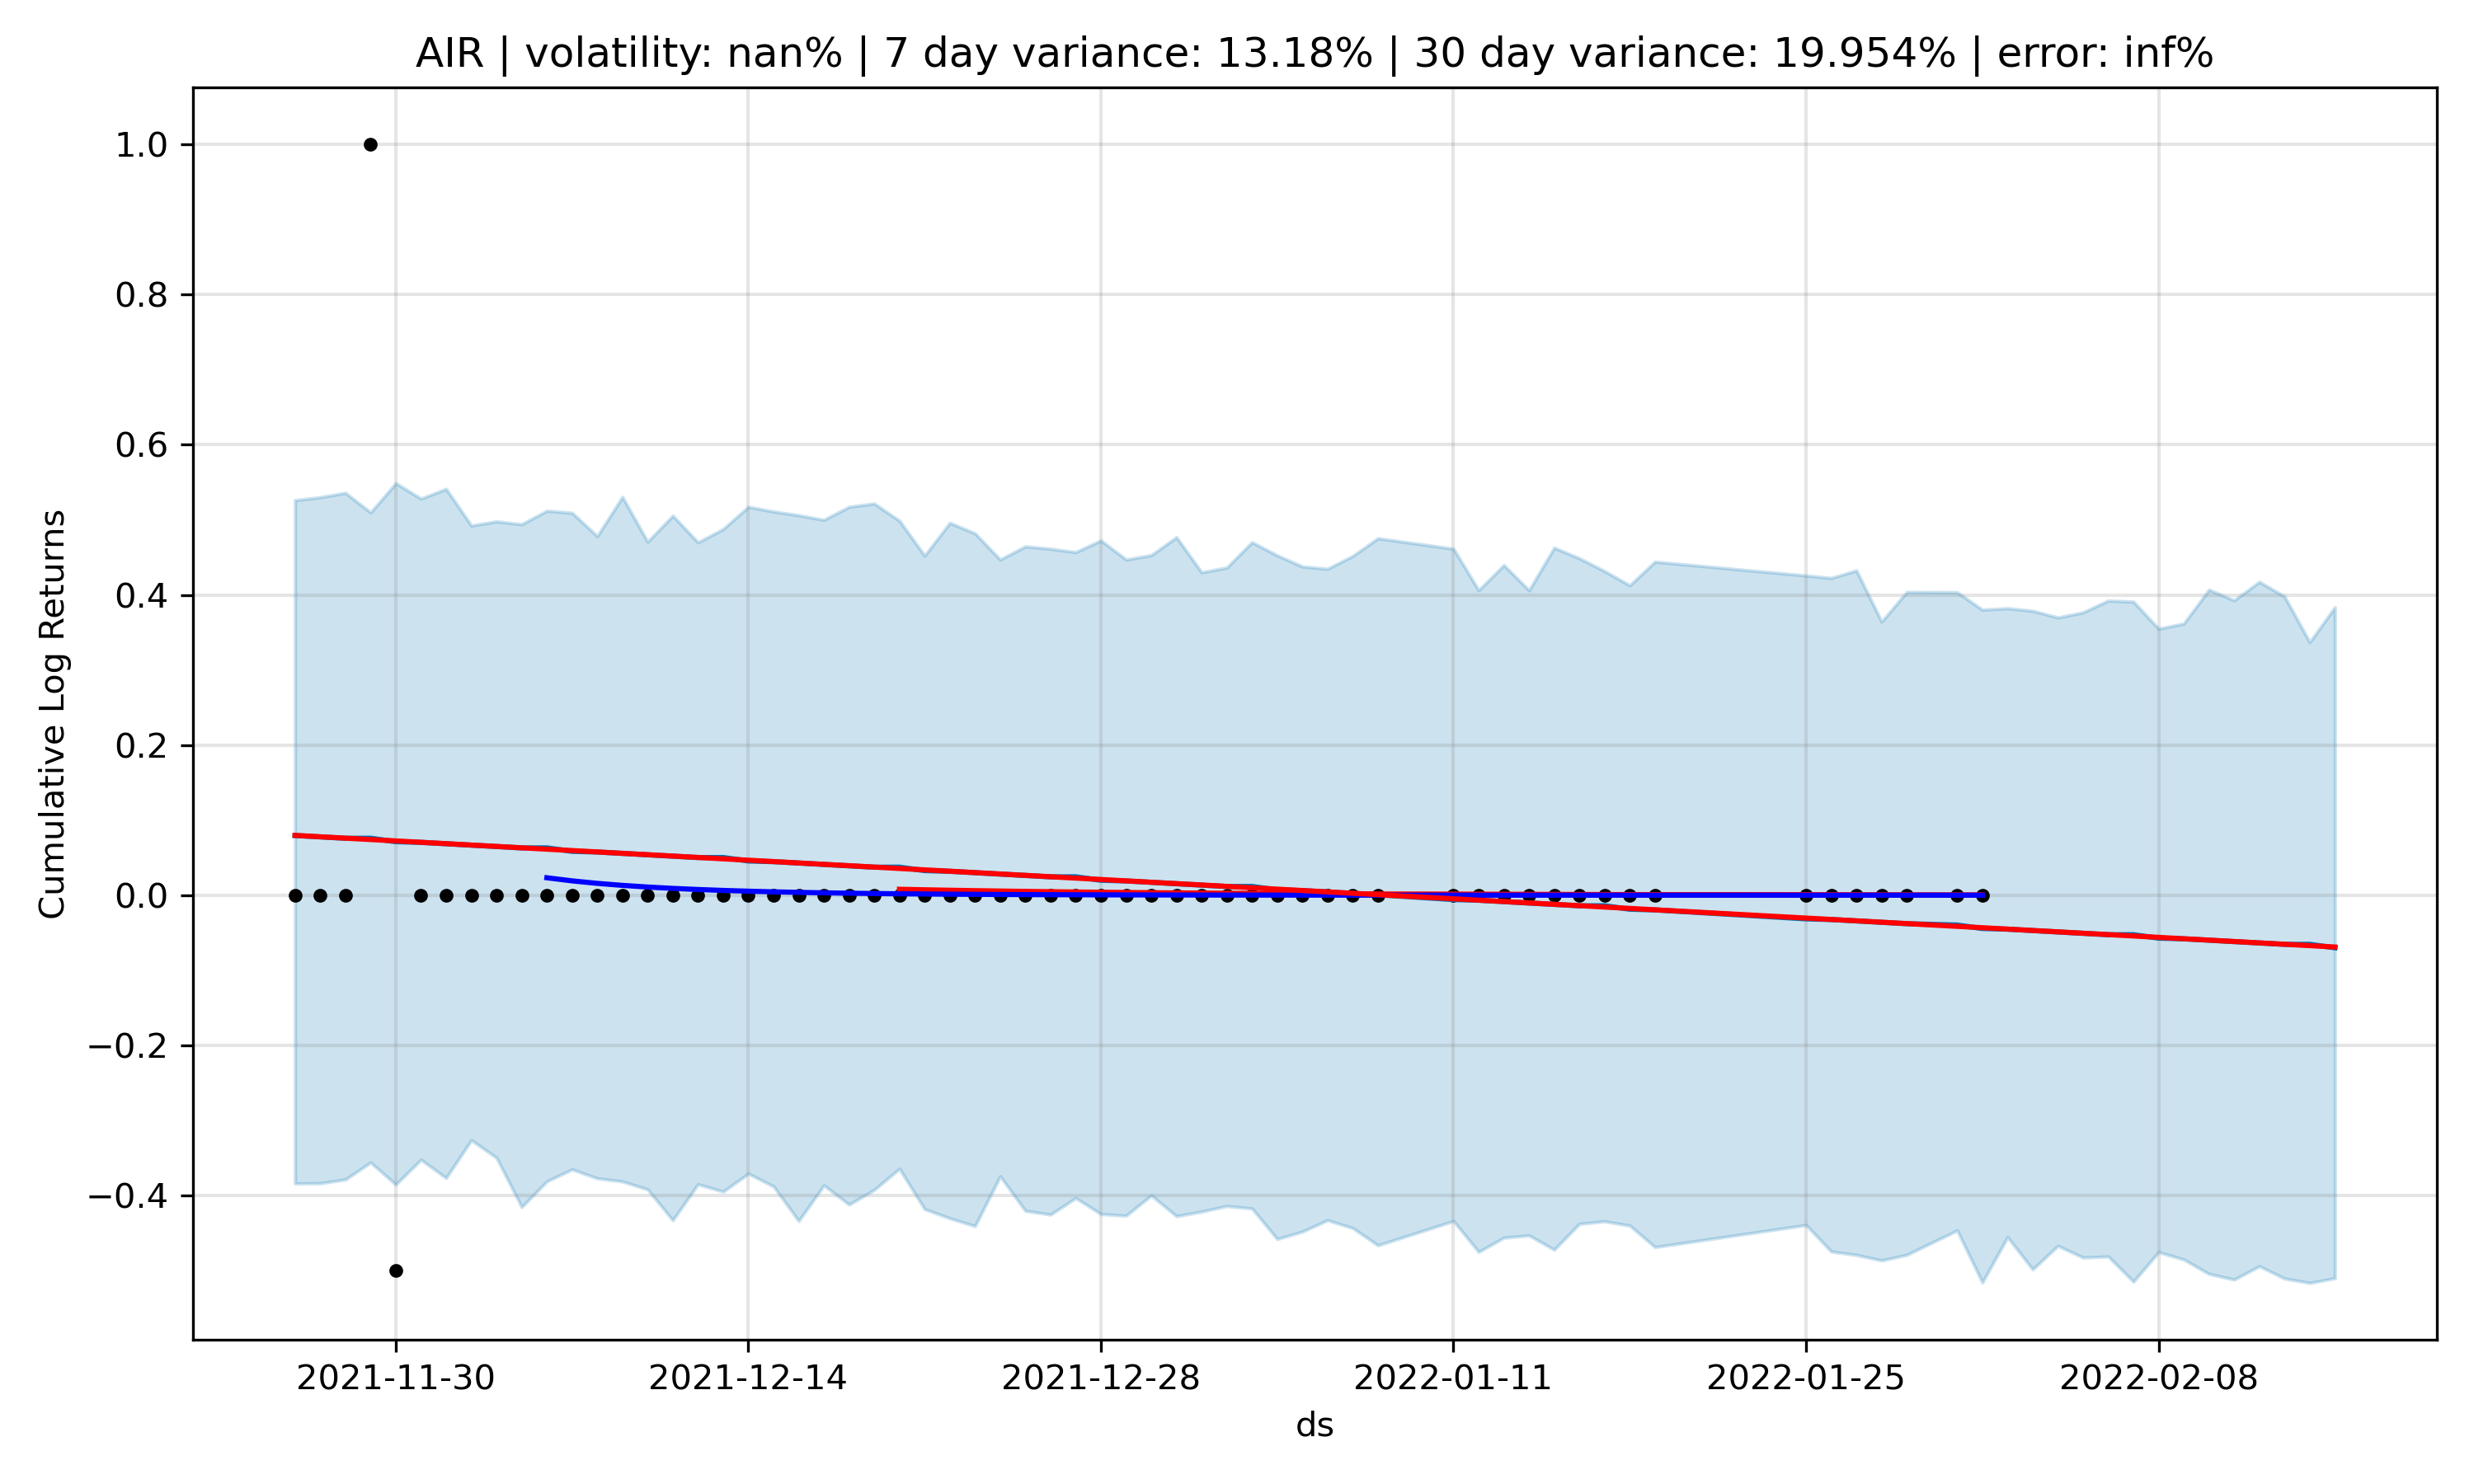 AIR | volatility: nan% | 7 day variance: 13.18% | 30 day variance: 19.954% | error: inf%
1.0
0.8
0.6
0.4
0.2
0.0
−0.2
−0.4
Cumulative Log Returns
2021-11-30 2021-12-14 2021-12-28 2022-01-11 2022-01-25 2022-02-08
ds